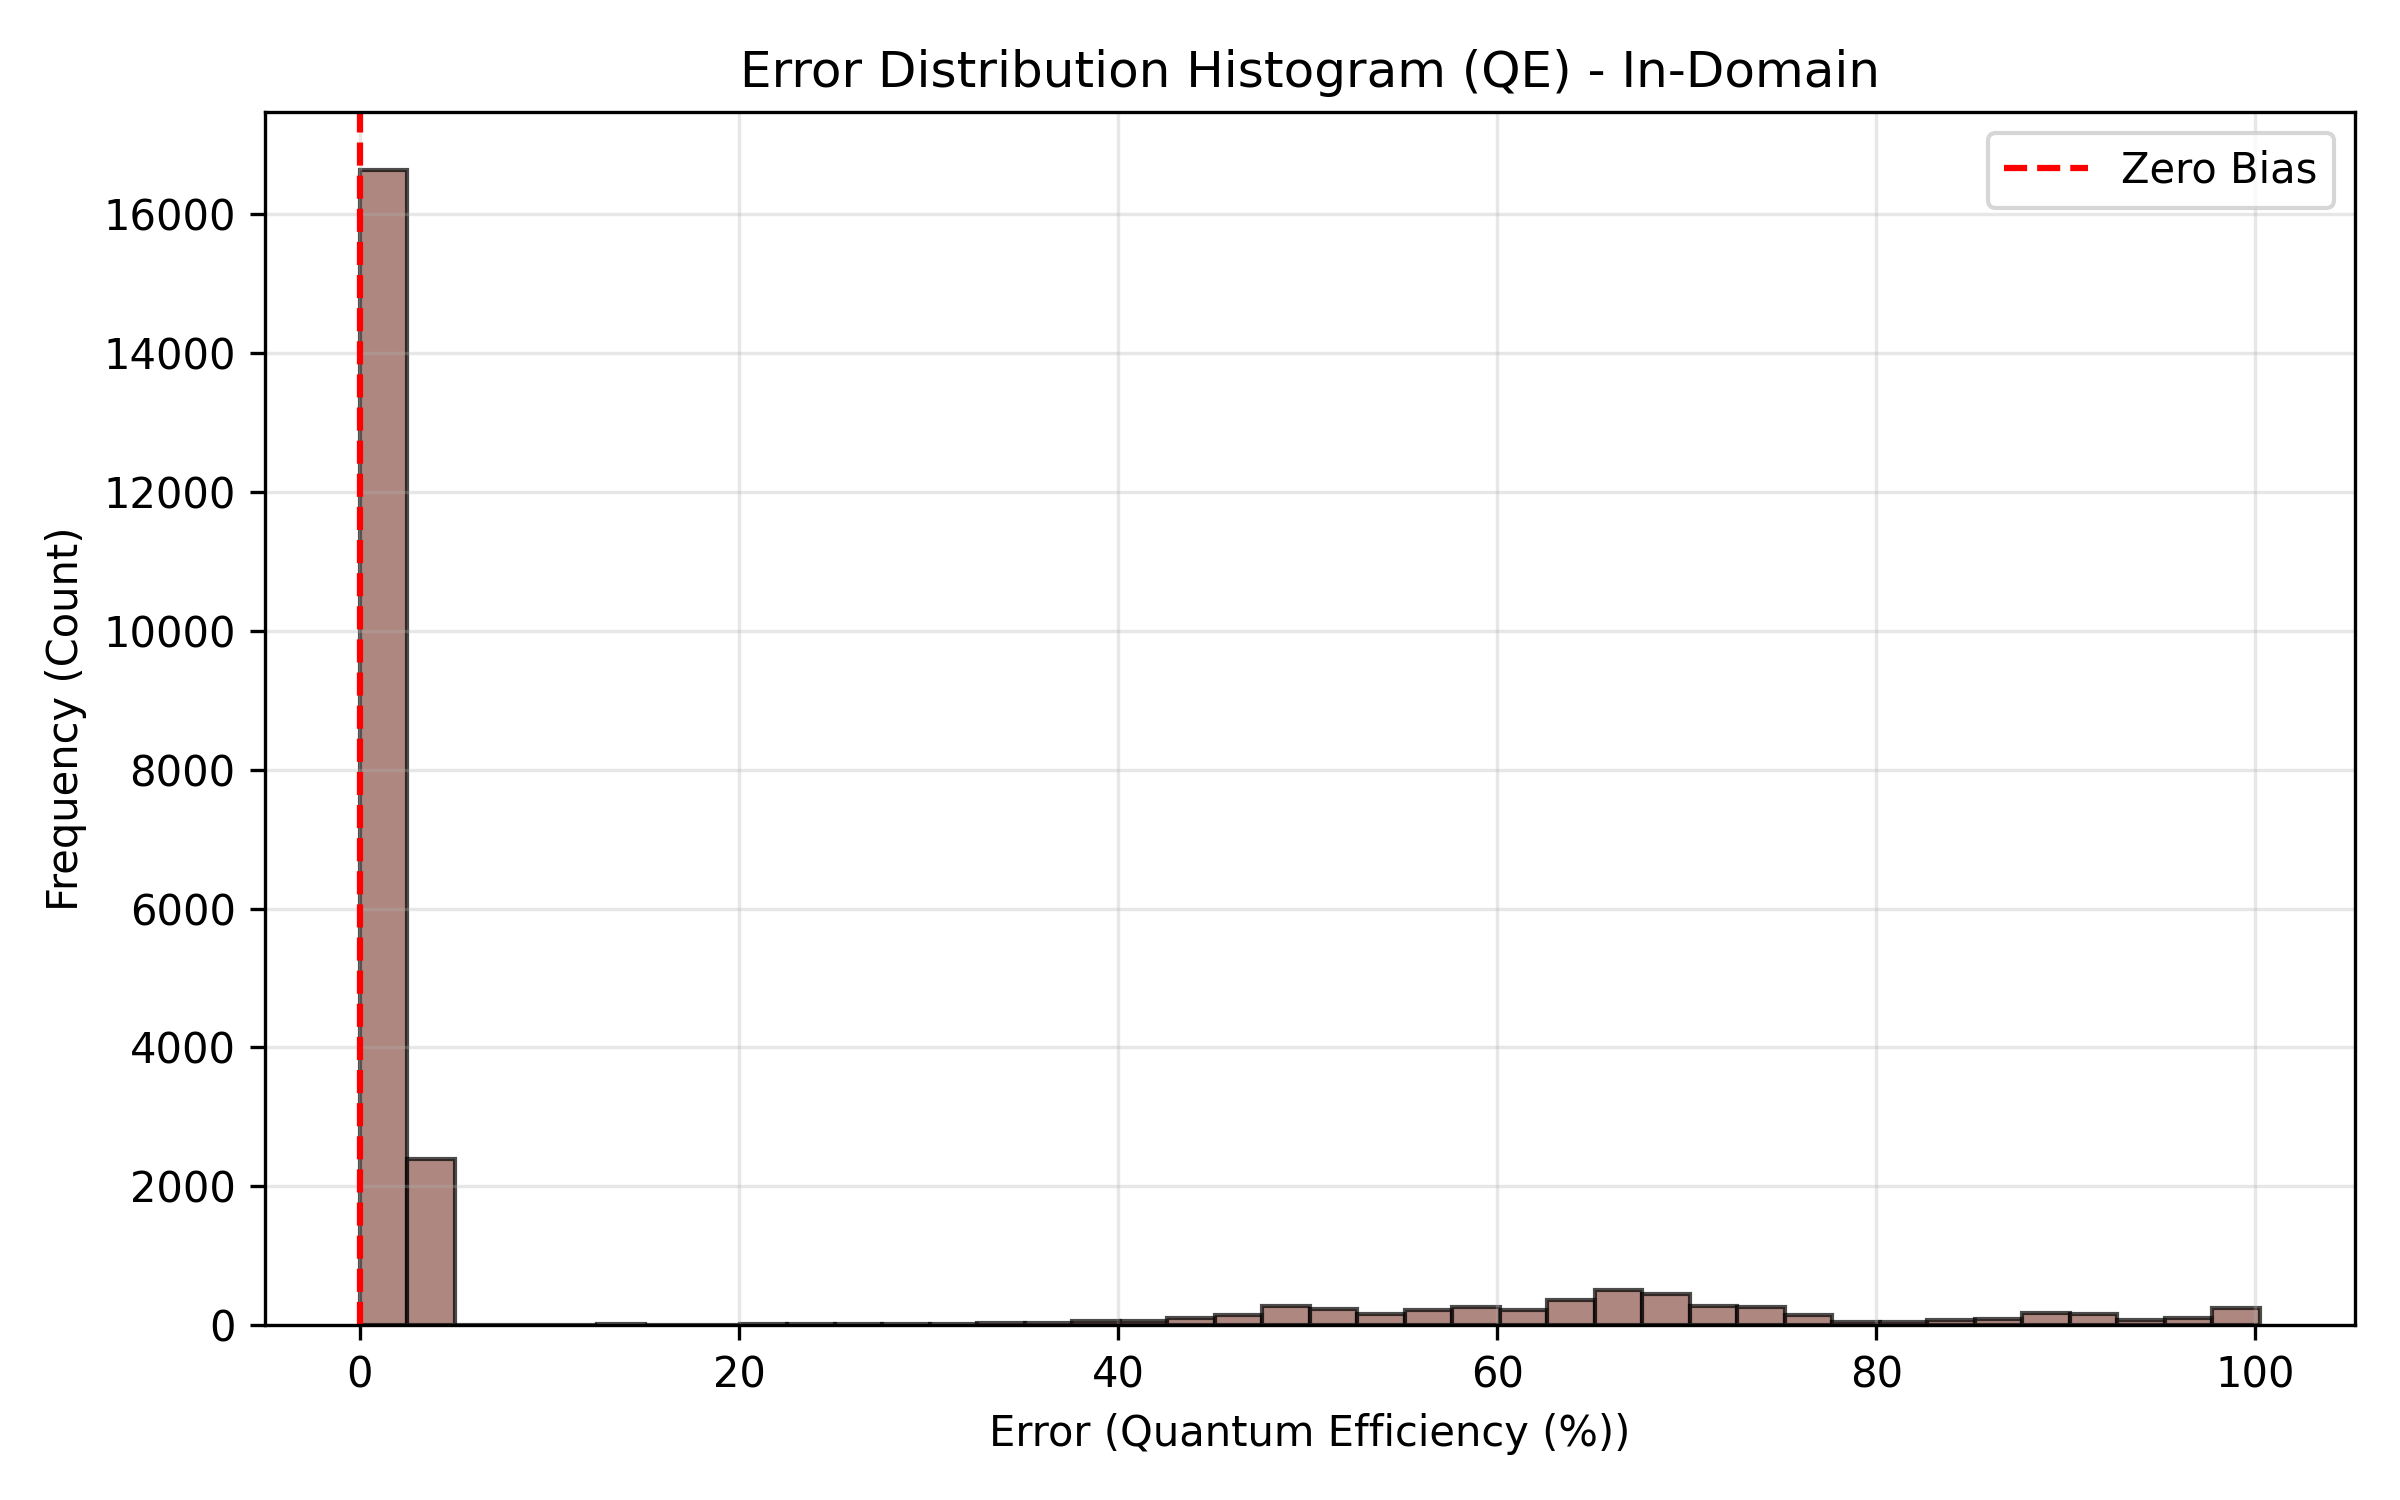 Error Distribution Histogram (QE) - In-Domain
Zero Bias
Frequency (Count)
16000
14000
12000
10000
8000
6000
4000
2000
0
0 20 40 60 80 100
Error (Quantum Efficiency (%))